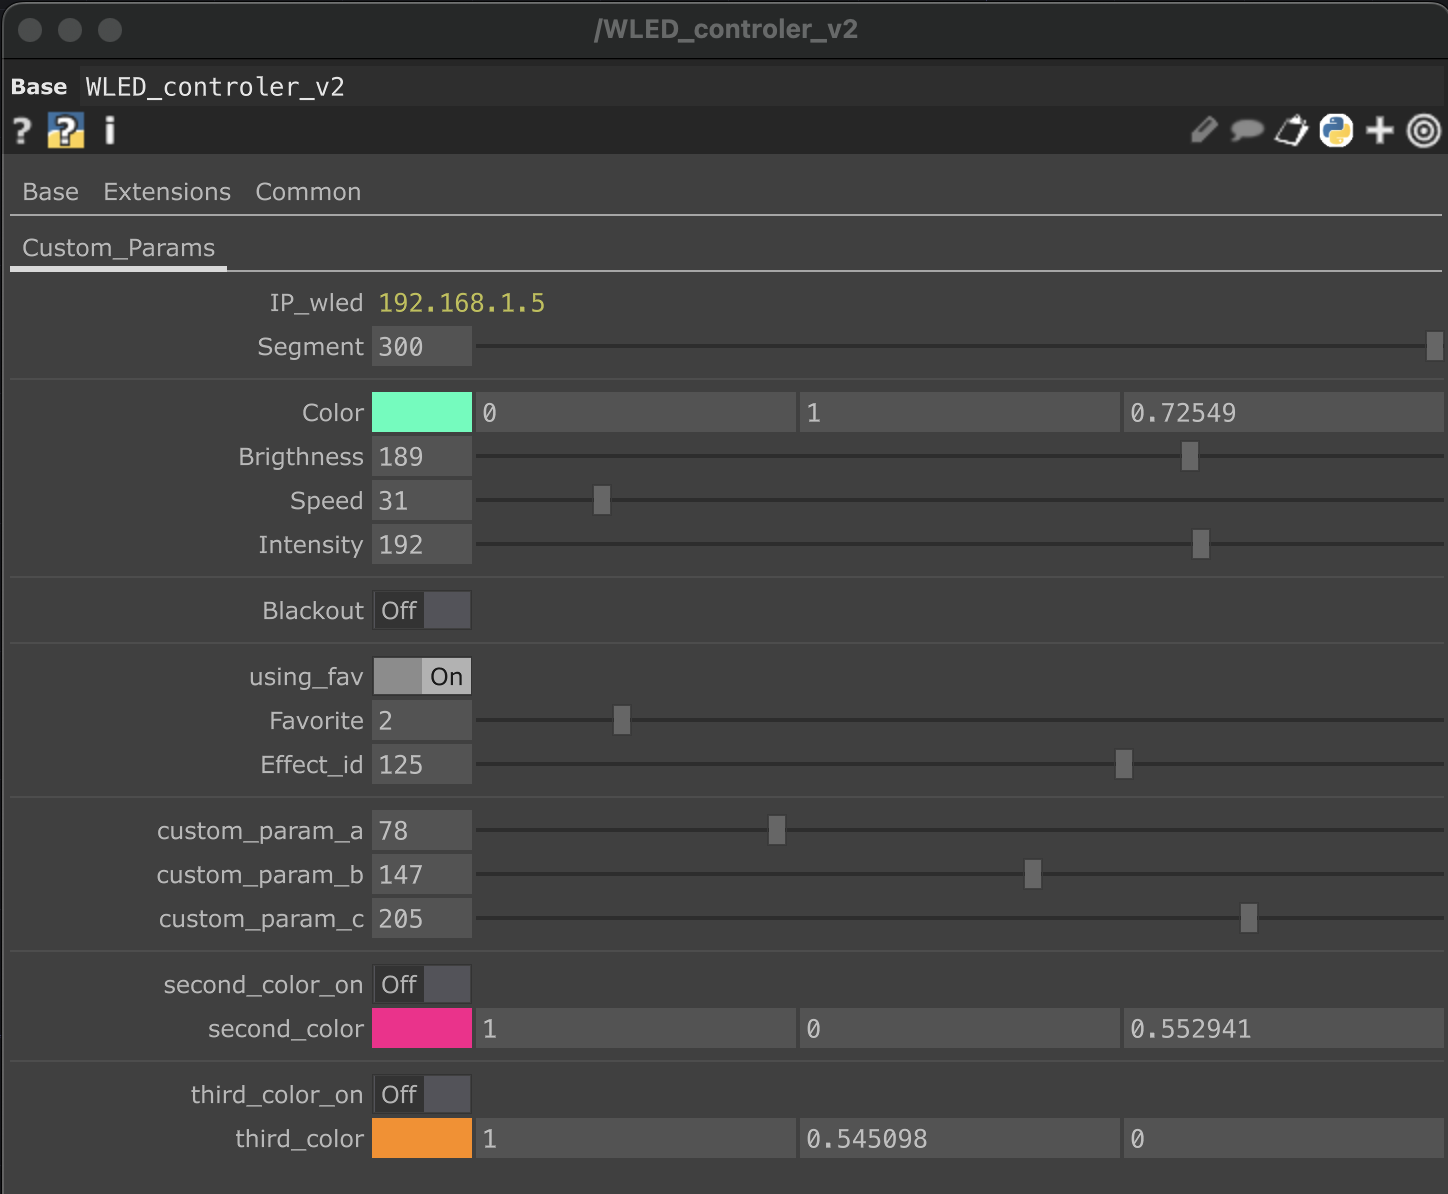 /WLED_controler_v2
Base WLED_controler_v2
? ? i
Base Extensions Common
Custom_Params
IP_wled 192.168.1.5
Segment 300
Color 0 1 0.72549
Brigthness 189
Speed 31
Intensity 192
Blackout Off
using_fav On
Favorite 2
Effect_id 125
custom_param_a 78
custom_param_b 147
custom_param_c 205
second_color_on Off
second_color 1 0 0.552941
third_color_on Off
third_color 1 0.545098 0